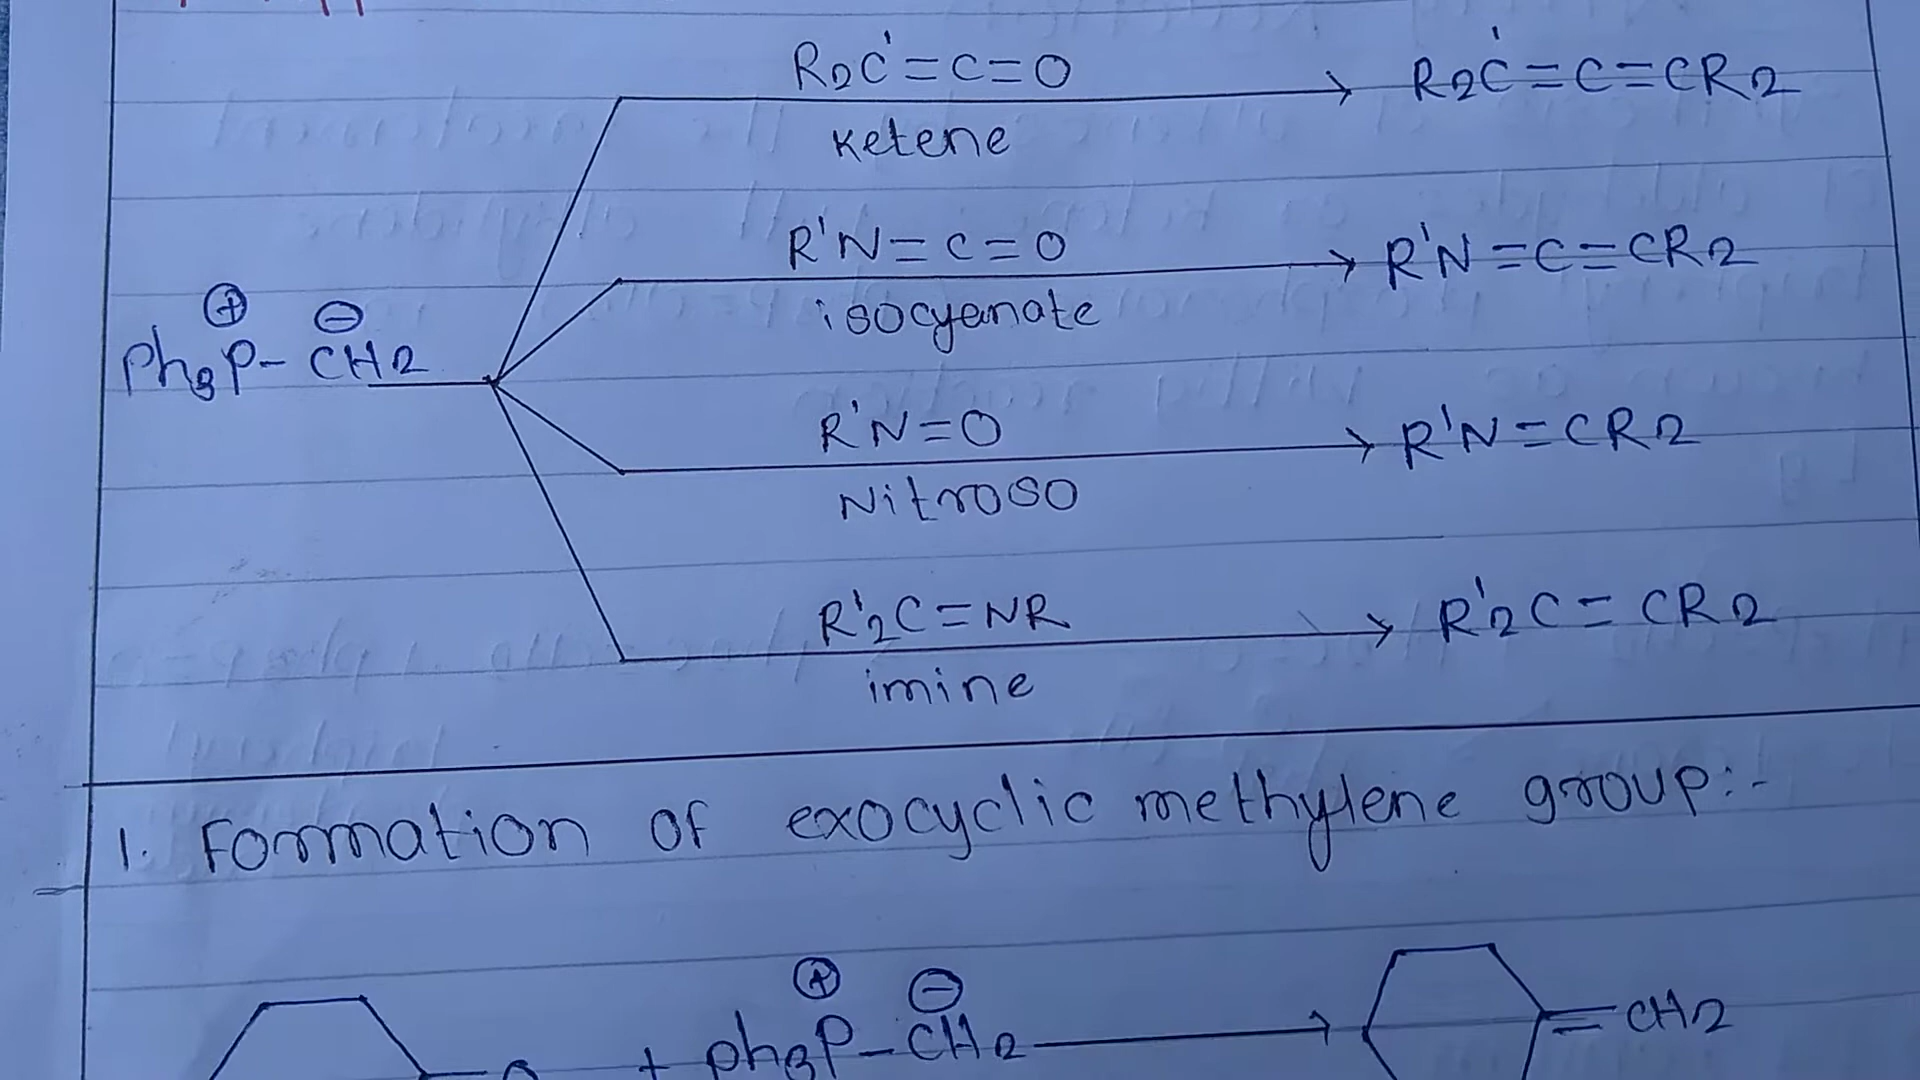 R2C'=C=O → R2C'=C=CR2
Ketene
R'N=C=O → R'N=C=CR2
isocyanate
⊕ ⊖
Ph3P-CH2
R'N=O → R'N=CR2
Nitroso
R'2C=NR → R'2C=CR2
imine
1. Formation of exocyclic methylene group:-
⊕ ⊖
+ ph3P-CH2 → =CH2